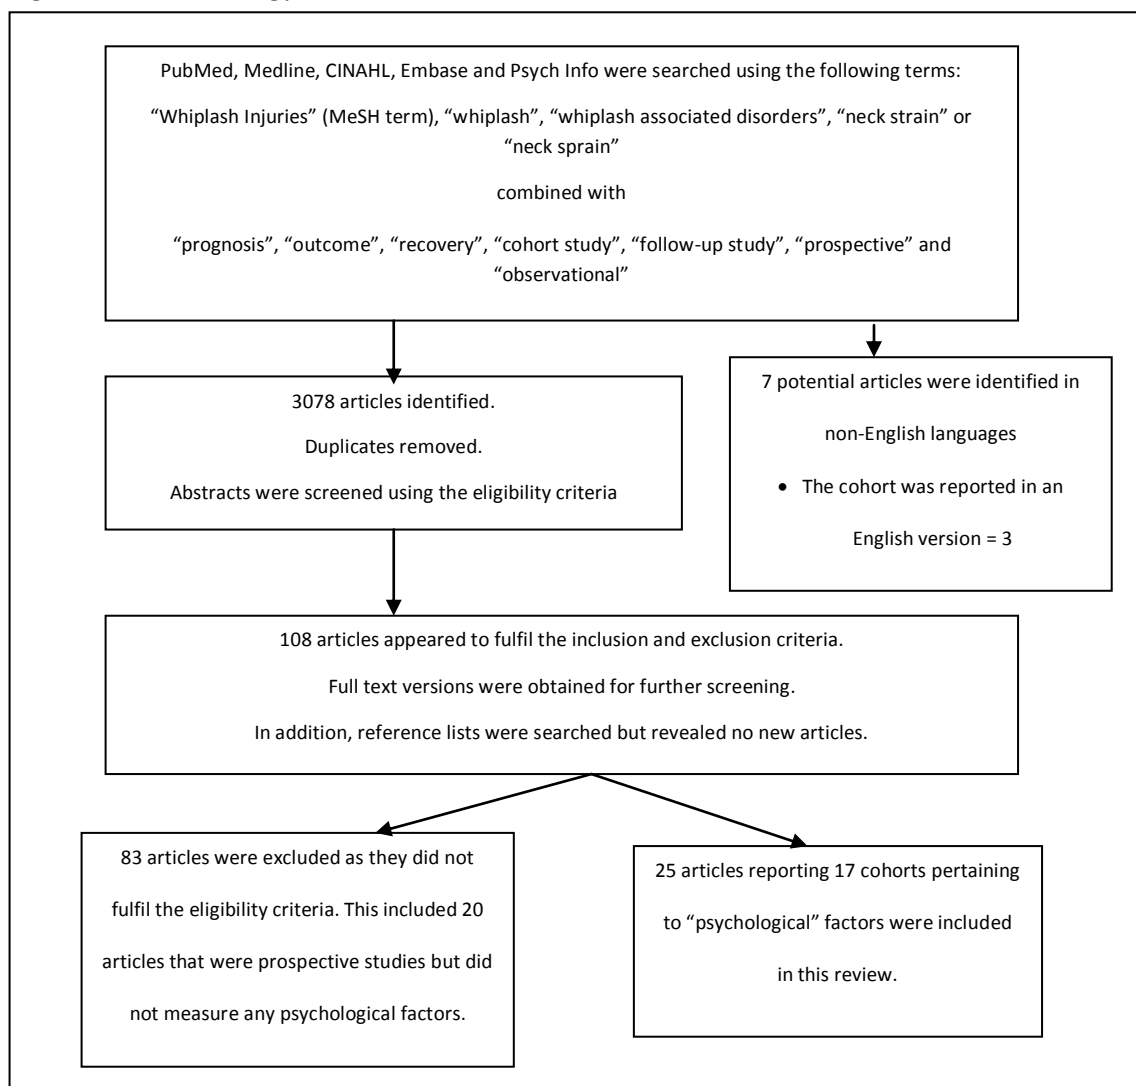 PubMed, Medline, CINAHL, Embase and Psych Info were searched using the following terms:
“Whiplash Injuries” (MeSH term), “whiplash”, “whiplash associated disorders”, “neck strain” or
“neck sprain”
combined with
“prognosis”, “outcome”, “recovery”, “cohort study”, “follow-up study”, “prospective” and
“observational”
3078 articles identified.
Duplicates removed.
Abstracts were screened using the eligibility criteria
7 potential articles were identified in
non-English languages
• The cohort was reported in an
English version = 3
108 articles appeared to fulfil the inclusion and exclusion criteria.
Full text versions were obtained for further screening.
In addition, reference lists were searched but revealed no new articles.
83 articles were excluded as they did not
fulfil the eligibility criteria. This included 20
articles that were prospective studies but did
not measure any psychological factors.
25 articles reporting 17 cohorts pertaining
to “psychological” factors were included
in this review.